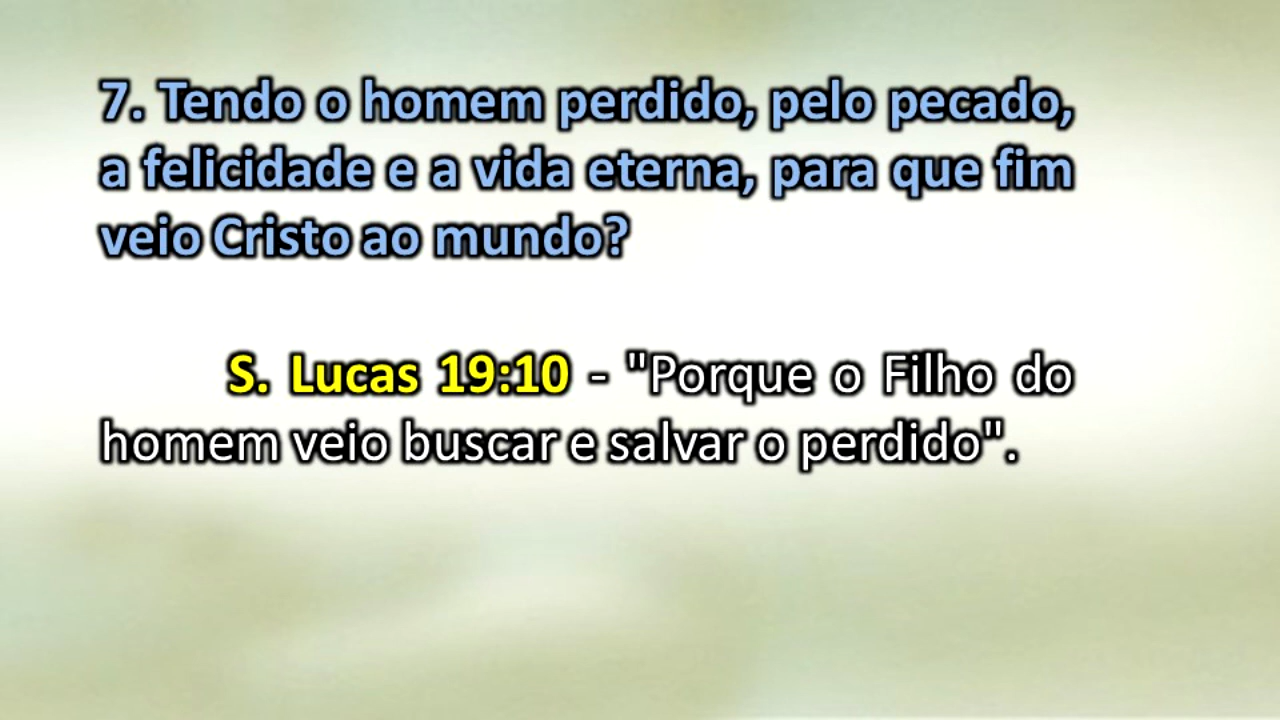 7. Tendo o homem perdido, pelo pecado,
a felicidade e a vida eterna, para que fim
veio Cristo ao mundo?
S. Lucas 19:10 - "Porque o Filho do
homem veio buscar e salvar o perdido".